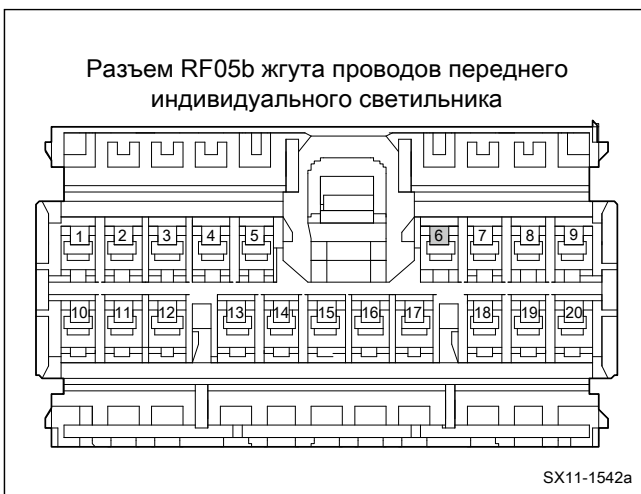 Разъем RF05b жгута проводов переднего
индивидуального светильника
1 2 3 4 5 6 7 8 9
10 11 12 13 14 15 16 17 18 19 20
SX11-1542a